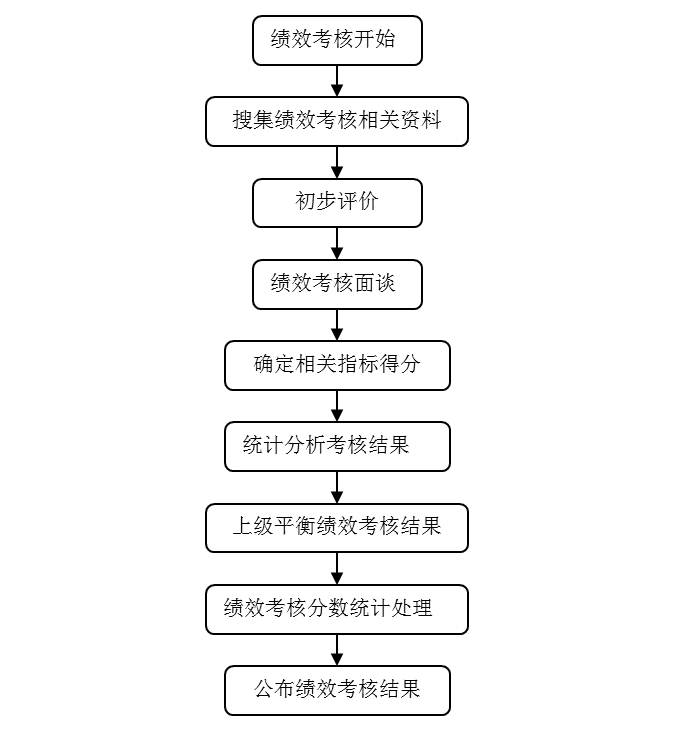 绩效考核开始
搜集绩效考核相关资料
初步评价
绩效考核面谈
确定相关指标得分
统计分析考核结果
上级平衡绩效考核结果
绩效考核分数统计处理
公布绩效考核结果